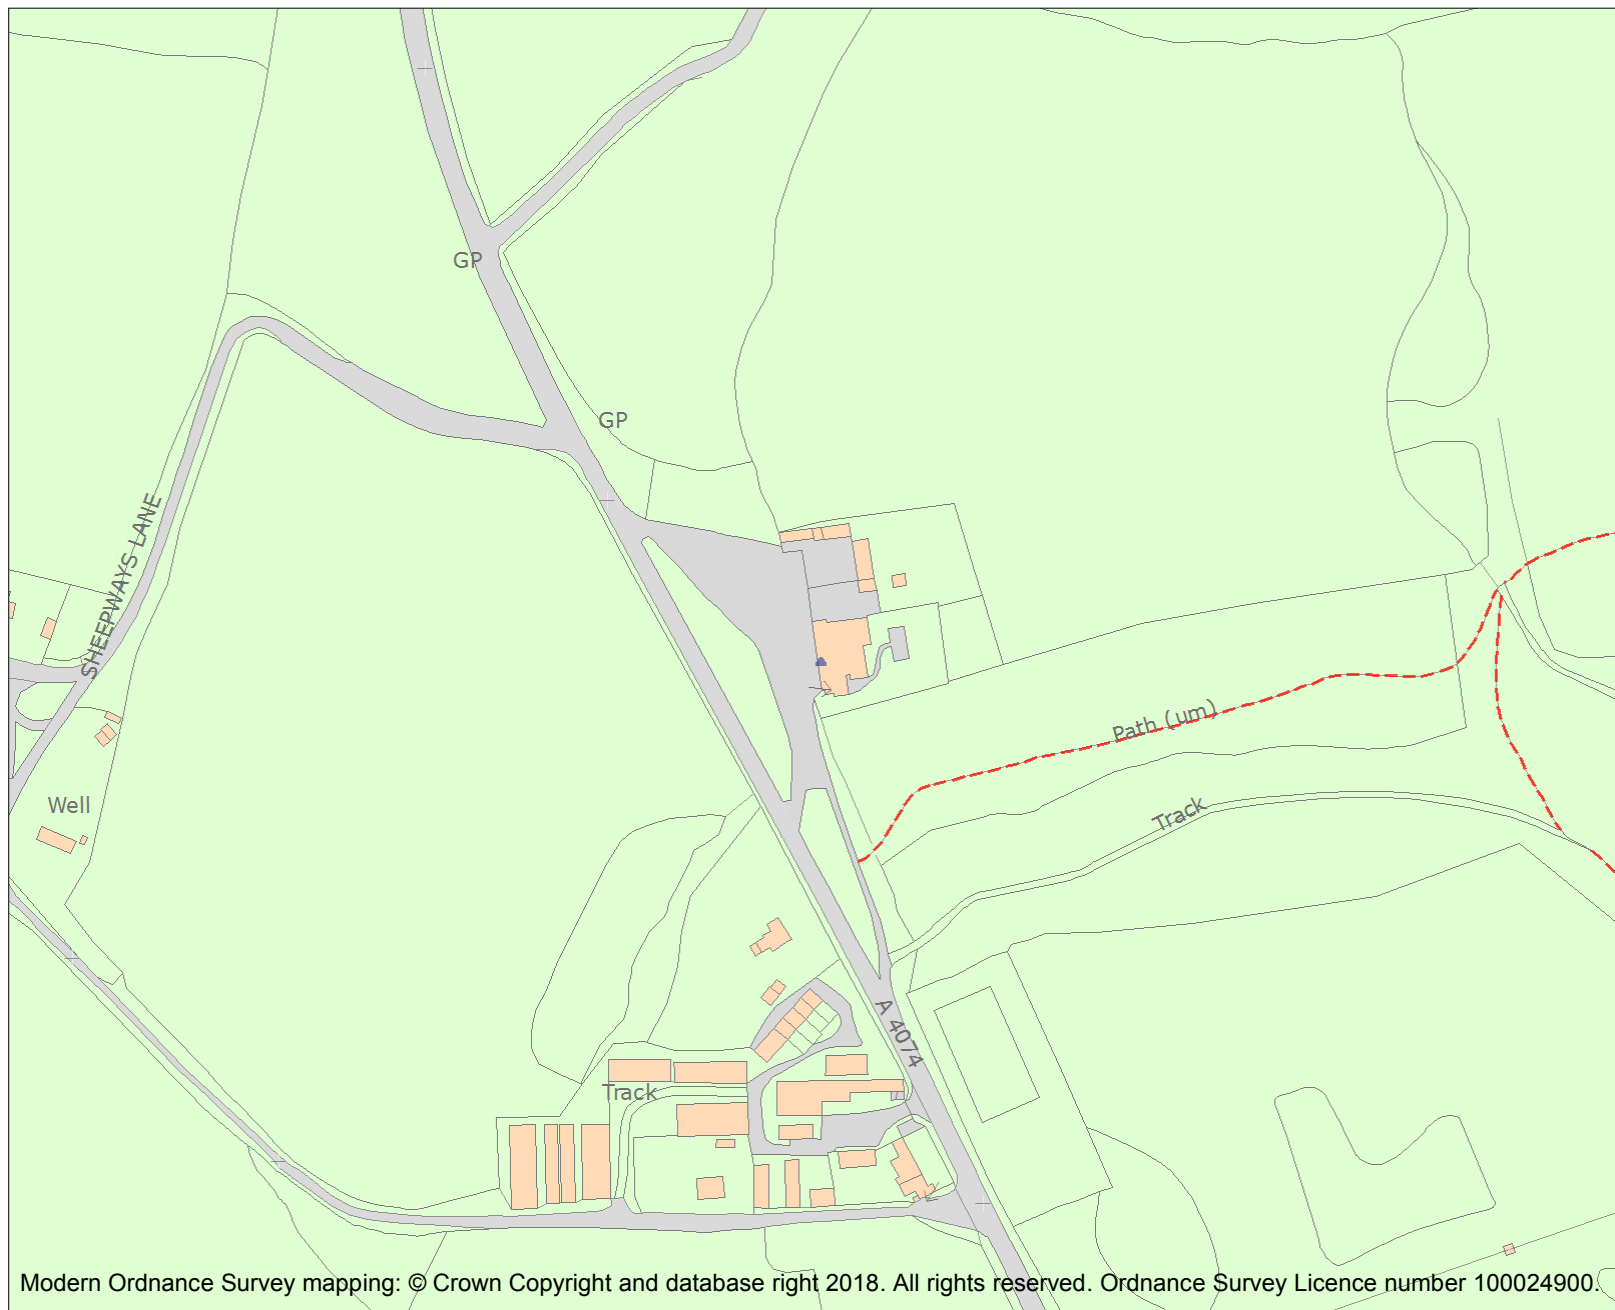 GP
GP
SHEEPWAYS LANE
Path (um)
Well
Track
A 4074
Track
Modern Ordnance Survey mapping: © Crown Copyright and database right 2018. All rights reserved. Ordnance Survey Licence number 100024900.